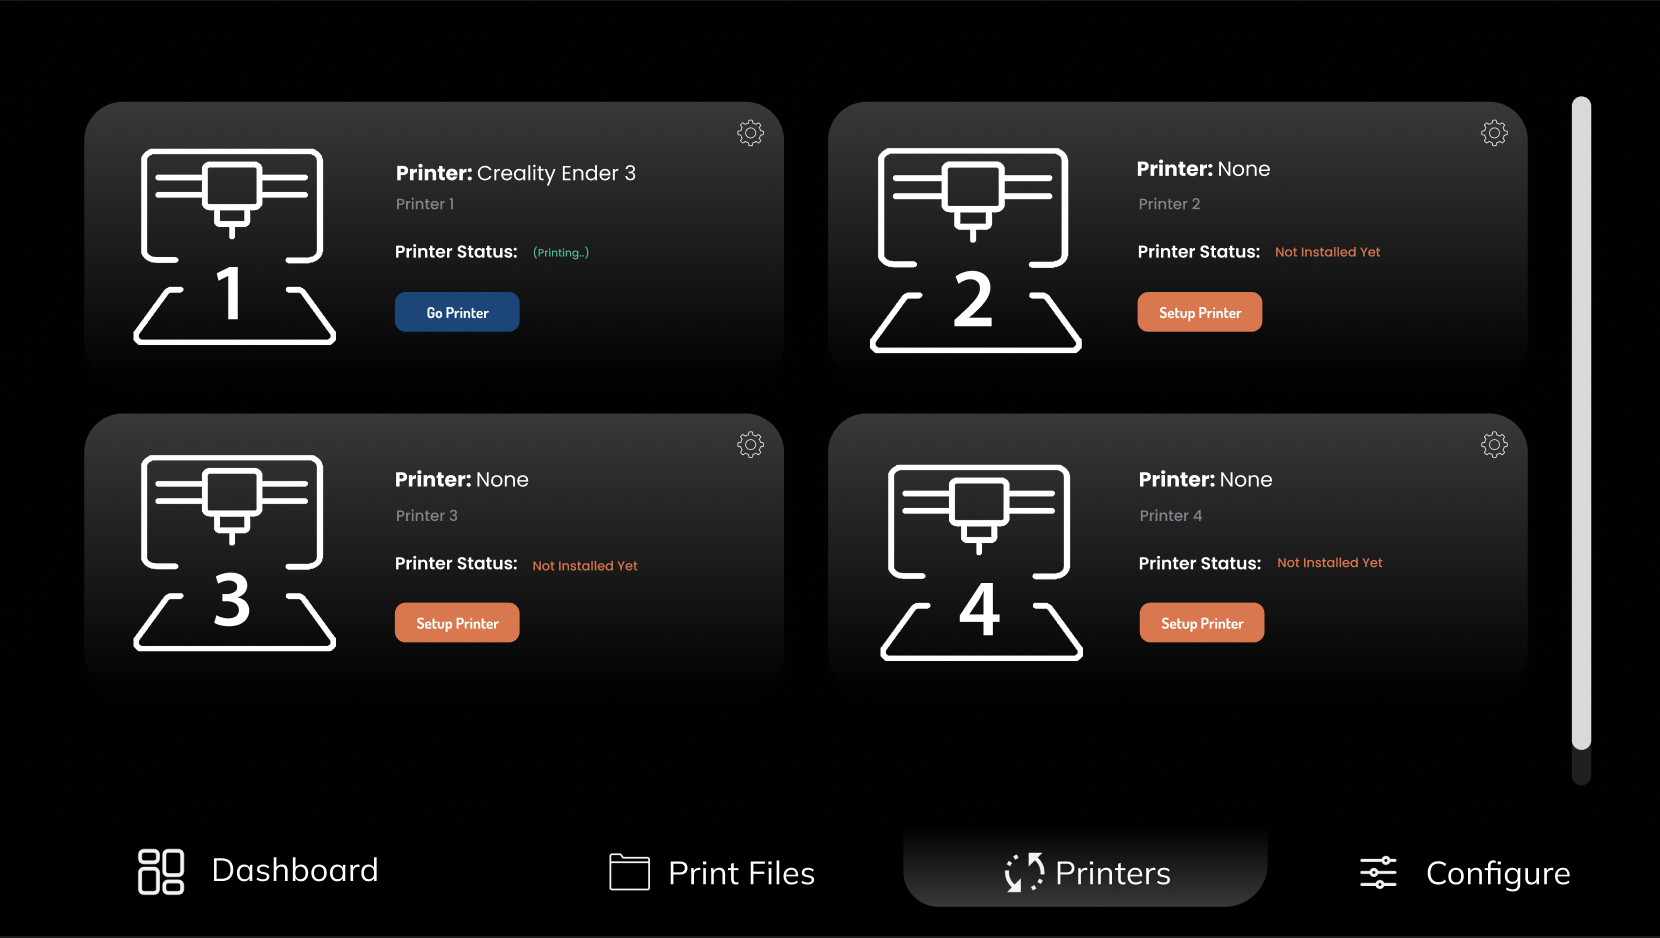 Printer: Creality Ender 3
Printer 1
Printer Status: (Printing..)
1
Go Printer
Printer: None
Printer 2
Printer Status: Not Installed Yet
2
Setup Printer
Printer: None
Printer 3
Printer Status: Not Installed Yet
3
Setup Printer
Printer: None
Printer 4
Printer Status: Not Installed Yet
4
Setup Printer
Dashboard
Print Files
Printers
Configure